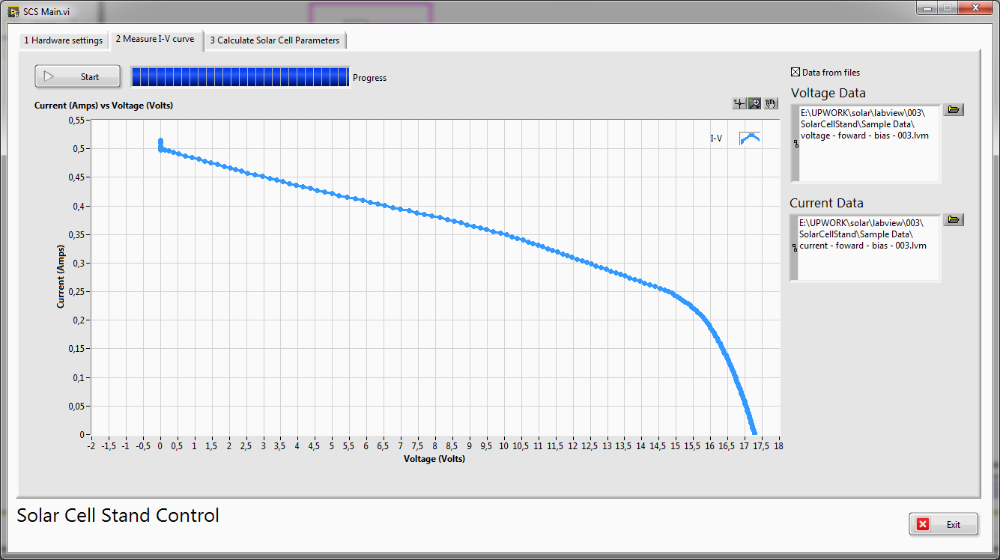 SCS Main.vi
1 Hardware settings
2 Measure I-V curve
3 Calculate Solar Cell Parameters
Start
Progress
Data from files
Voltage Data
E:\UPWORK\solar\labview\003\
SolarCellStand\Sample Data\
voltage - foward - bias - 003.lvm
Current Data
E:\UPWORK\solar\labview\003\
SolarCellStand\Sample Data\
current - foward - bias - 003.lvm
Current (Amps) vs Voltage (Volts)
I-V
Current (Amps)
0,55
0,5
0,45
0,4
0,35
0,3
0,25
0,2
0,15
0,1
0,05
0
-2 -1,5 -1 -0,5 0 0,5 1 1,5 2 2,5 3 3,5 4 4,5 5 5,5 6 6,5 7 7,5 8 8,5 9 9,5 10 10,5 11 11,5 12 12,5 13 13,5 14 14,5 15 15,5 16 16,5 17 17,5 18
Voltage (Volts)
Solar Cell Stand Control
Exit